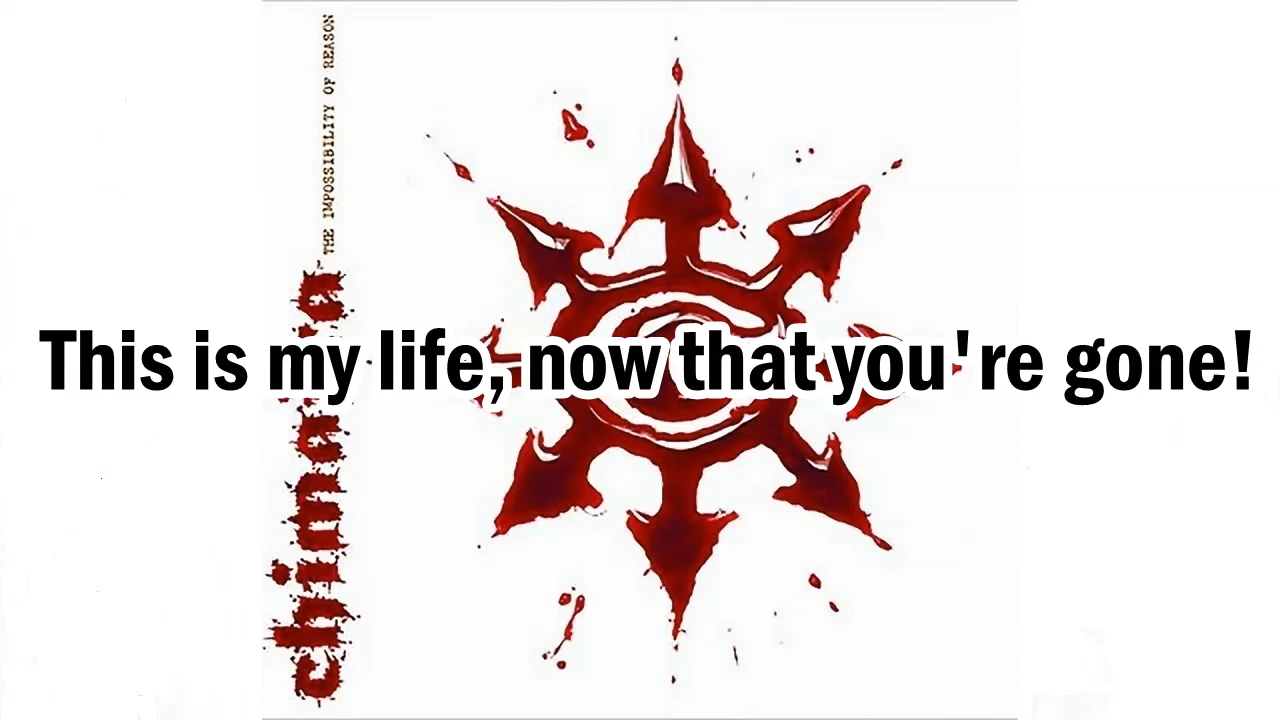 THE IMPOSSIBILITY OF REASON
chimaira
This is my life, now that you're gone!